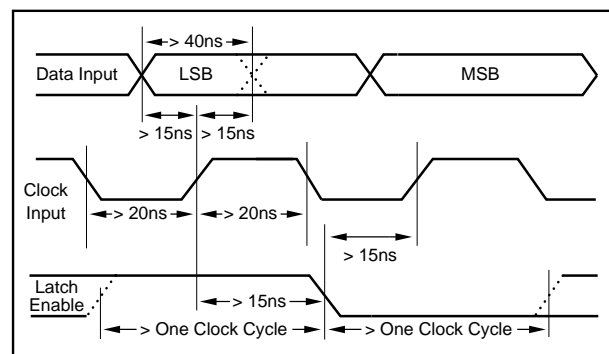 > 40ns
Data Input
LSB
MSB
> 15ns
> 15ns
Clock
Input
> 20ns
> 20ns
> 15ns
Latch
Enable
> 15ns
> One Clock Cycle
> One Clock Cycle